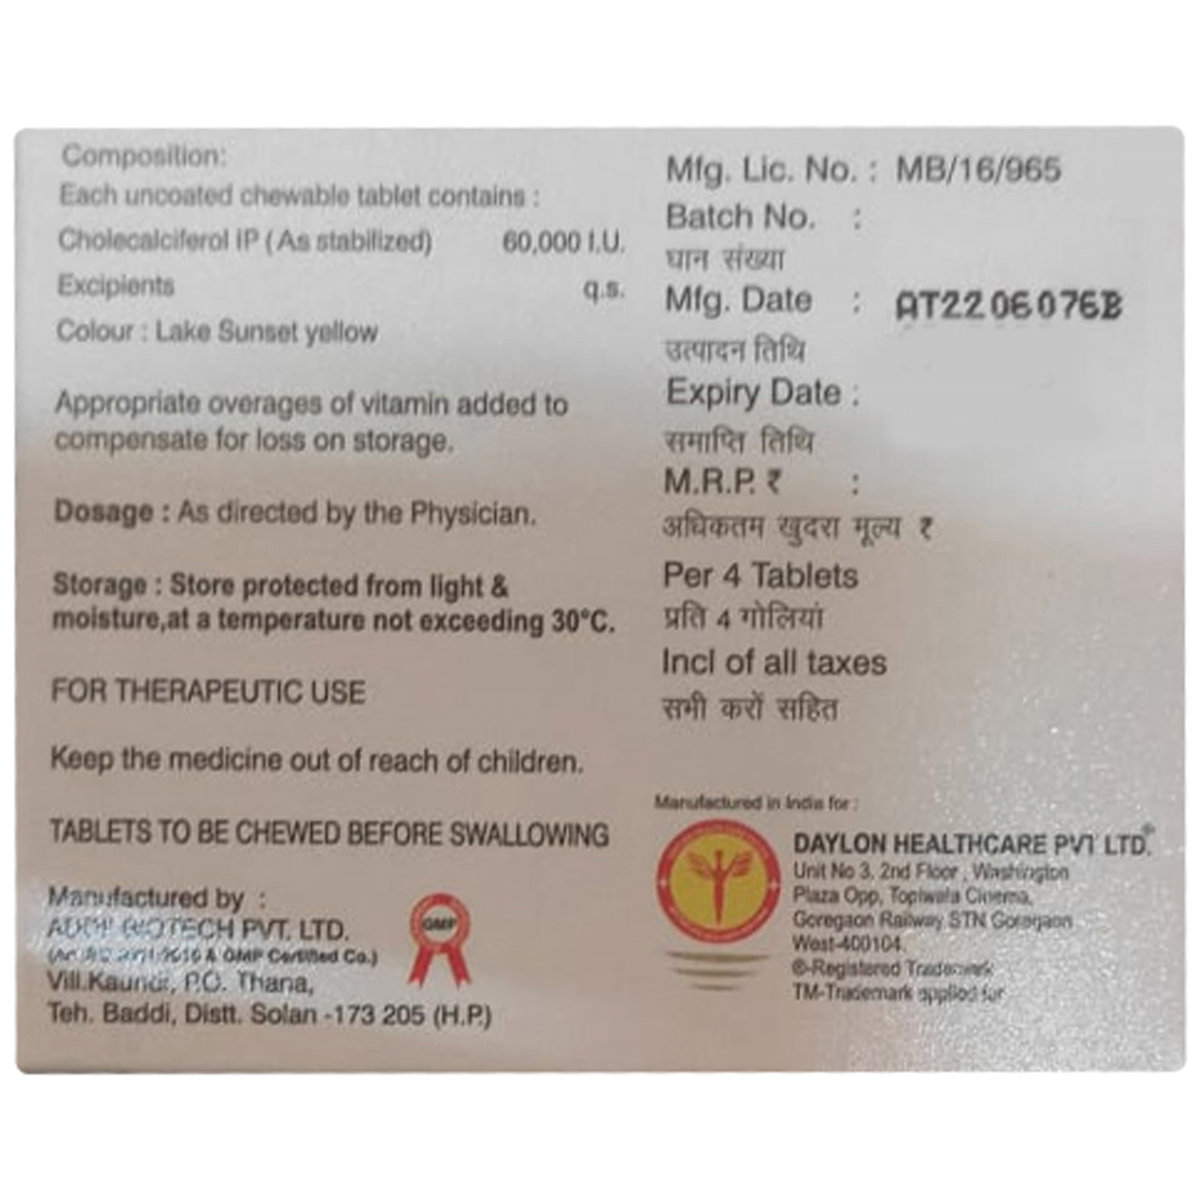 Composition:
Each uncoated chewable tablet contains :
Cholecalciferol IP (As stabilized) 60,000 I.U.
Excipients q.s.
Colour : Lake Sunset yellow
Appropriate overages of vitamin added to
compensate for loss on storage.
Dosage : As directed by the Physician.
Storage : Store protected from light &
moisture,at a temperature not exceeding 30°C.
FOR THERAPEUTIC USE
Keep the medicine out of reach of children.
TABLETS TO BE CHEWED BEFORE SWALLOWING
Manufactured by :
BIOTECH PVT. LTD.
& GMP Certified Co.)
GMP
Vill.Kaundi, P.O. Thana,
Teh. Baddi, Distt. Solan -173 205 (H.P.)
Mfg. Lic. No. : MB/16/965
Batch No. :
घान संख्या
Mfg. Date : AT2206076B
उत्पादन तिथि
Expiry Date :
समाप्ति तिथि
M.R.P. ₹ :
अधिकतम खुदरा मूल्य ₹
Per 4 Tablets
प्रति 4 गोलियां
Incl of all taxes
सभी करों सहित
Manufactured in India for :
DAYLON HEALTHCARE PVT LTD.
Unit No 3, 2nd Floor , Washington
Plaza Opp, Topiwala Cinema,
Goregaon Railway STN Goregaon
West-400104.
®-Registered Trademark
TM-Trademark applied for